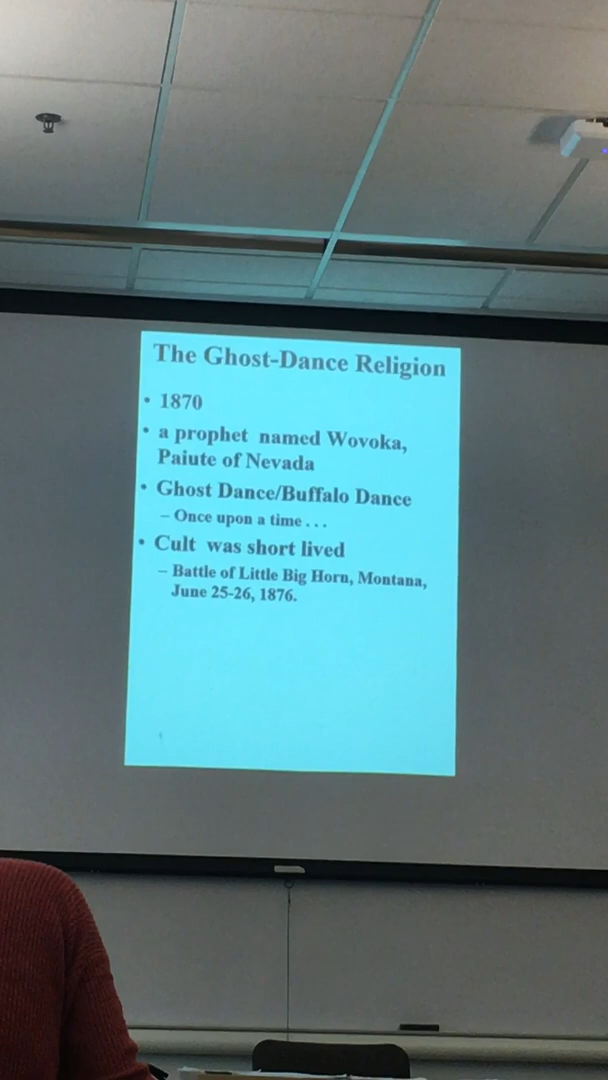 The Ghost-Dance Religion
• 1870
• a prophet named Wovoka,
Paiute of Nevada
• Ghost Dance/Buffalo Dance
– Once upon a time . . .
• Cult was short lived
– Battle of Little Big Horn, Montana,
June 25-26, 1876.